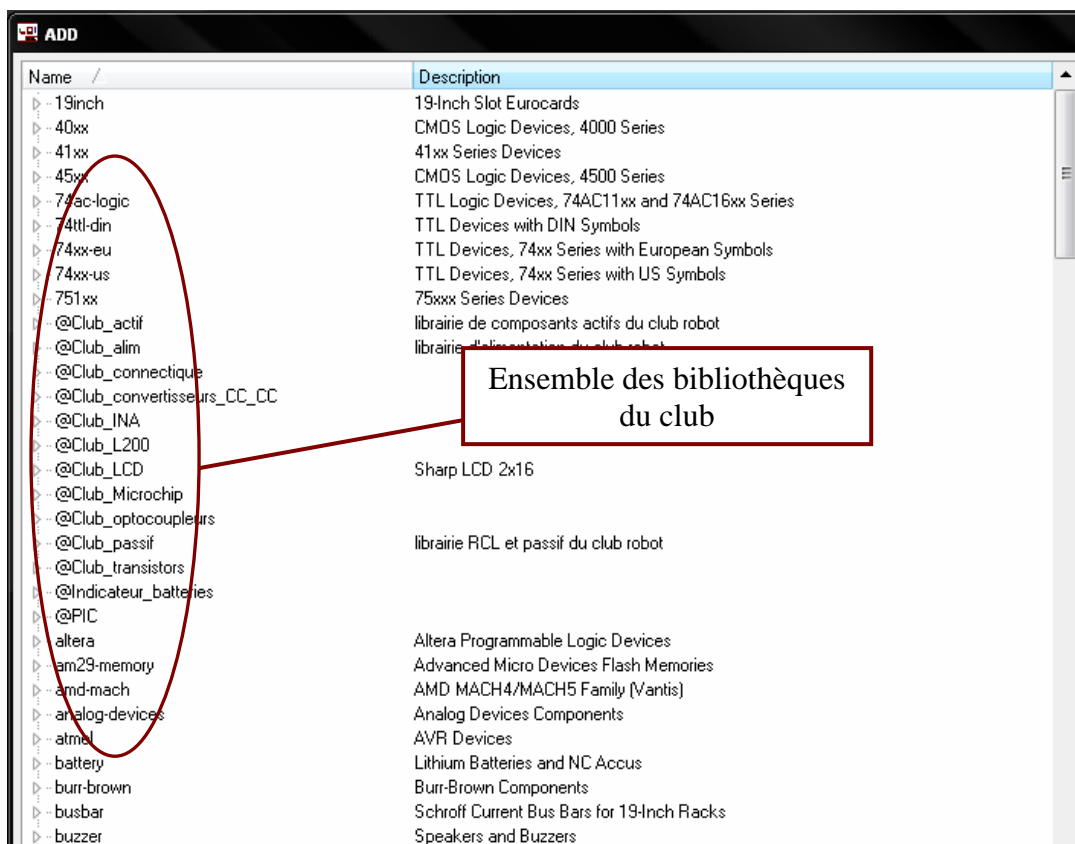 ADD
Name Description
19inch 19-Inch Slot Eurocards
40xx CMOS Logic Devices, 4000 Series
41xx 41xx Series Devices
45xx CMOS Logic Devices, 4500 Series
74ac-logic TTL Logic Devices, 74AC11xx and 74AC16xx Series
74ttl-din TTL Devices with DIN Symbols
74xx-eu TTL Devices, 74xx Series with European Symbols
74xx-us TTL Devices, 74xx Series with US Symbols
751xx 75xxx Series Devices
@Club_actif librairie de composants actifs du club robot
@Club_alim librairie d'alimentation du club robot
@Club_connectique
@Club_convertisseurs_CC_CC
Ensemble des bibliothèques
du club
@Club_INA
@Club_L200
@Club_LCD Sharp LCD 2x16
@Club_Microchip
@Club_optocoupleurs
@Club_passif librairie RCL et passif du club robot
@Club_transistors
@Indicateur_batteries
@PIC
altera Altera Programmable Logic Devices
am29-memory Advanced Micro Devices Flash Memories
amd-mach AMD MACH4/MACH5 Family (Vantis)
analog-devices Analog Devices Components
atmel AVR Devices
battery Lithium Batteries and NC Accus
burr-brown Burr-Brown Components
busbar Schroff Current Bus Bars for 19-Inch Racks
buzzer Speakers and Buzzers